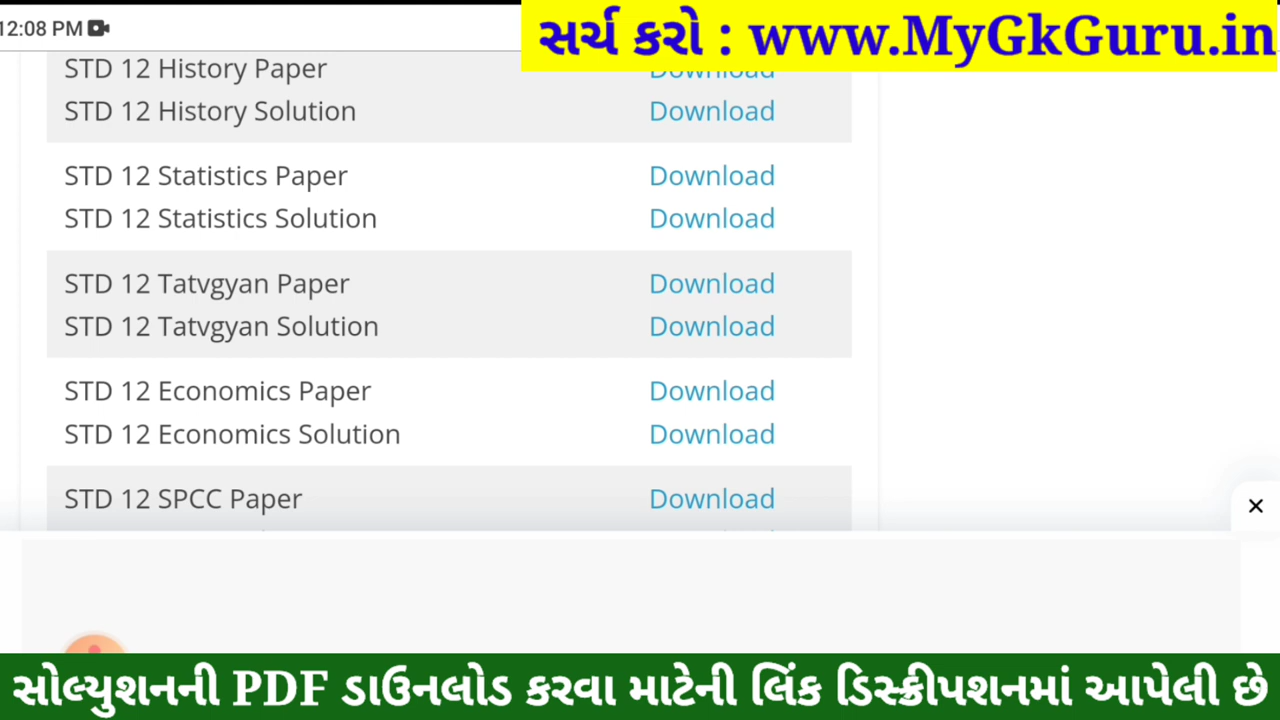 12:08 PM
સર્ચ કરો : www.MyGkGuru.in
STD 12 History Paper Download
STD 12 History Solution Download
STD 12 Statistics Paper Download
STD 12 Statistics Solution Download
STD 12 Tatvgyan Paper Download
STD 12 Tatvgyan Solution Download
STD 12 Economics Paper Download
STD 12 Economics Solution Download
STD 12 SPCC Paper Download
સોલ્યુશનની PDF ડાઉનલોડ કરવા માટેની લિંક ડિસ્ક્રીપશનમાં આપેલી છે